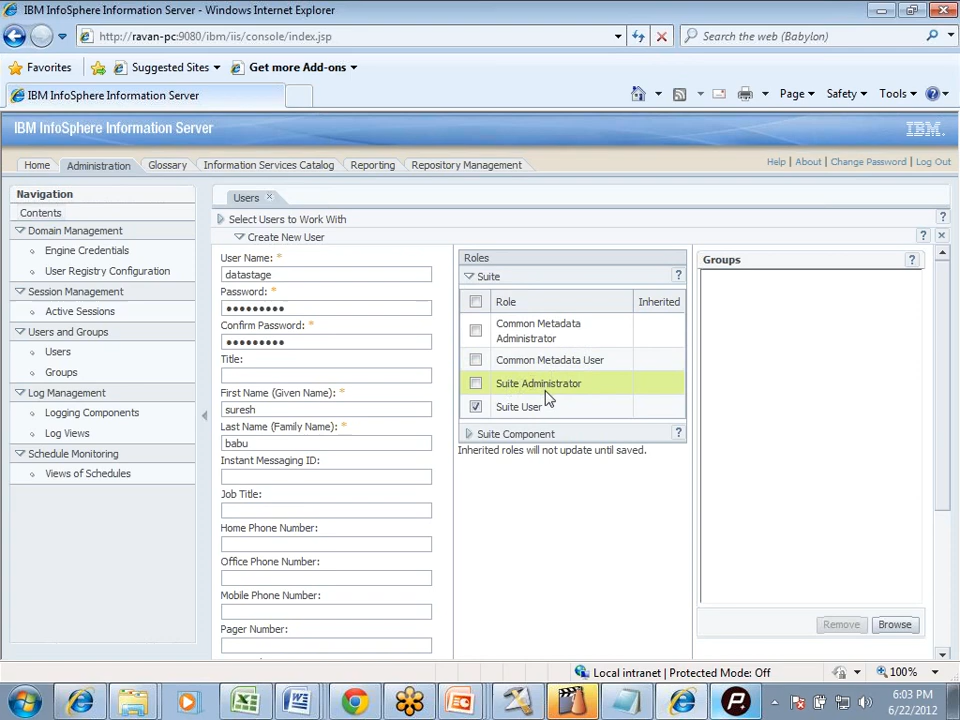 IBM InfoSphere Information Server - Windows Internet Explorer
http://ravan-pc:9080/ibm/iis/console/index.jsp
Search the web (Babylon)
Favorites
Suggested Sites
Get more Add-ons
IBM InfoSphere Information Server
Page
Safety
Tools
IBM InfoSphere Information Server
IBM
Home
Administration
Glossary
Information Services Catalog
Reporting
Repository Management
Help | About | Change Password | Log Out
Navigation
Contents
Domain Management
Engine Credentials
User Registry Configuration
Session Management
Active Sessions
Users and Groups
Users
Groups
Log Management
Logging Components
Log Views
Schedule Monitoring
Views of Schedules
Users
Select Users to Work With
Create New User
User Name: *
datastage
Password: *
Confirm Password: *
Title:
First Name (Given Name): *
suresh
Last Name (Family Name): *
babu
Instant Messaging ID:
Job Title:
Home Phone Number:
Office Phone Number:
Mobile Phone Number:
Pager Number:
Roles
Suite
Role
Inherited
Common Metadata
Administrator
Common Metadata User
Suite Administrator
Suite User
Suite Component
Inherited roles will not update until saved.
Groups
Remove
Browse
Local intranet | Protected Mode: Off
100%
6:03 PM
6/22/2012